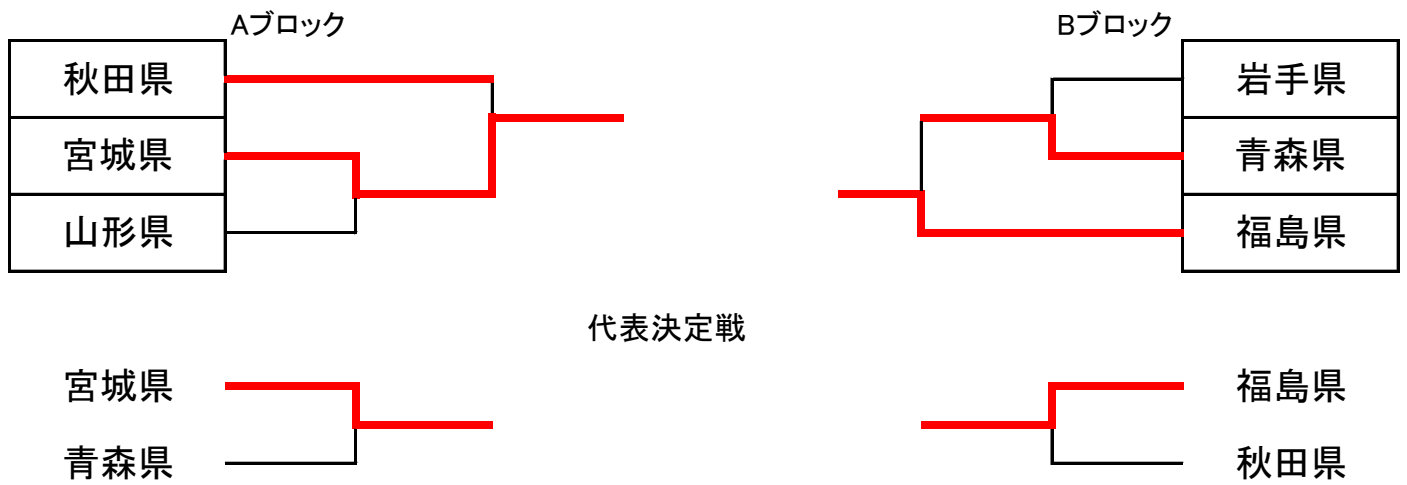 Aブロック
Bブロック
秋田県
宮城県
山形県
岩手県
青森県
福島県
代表決定戦
宮城県
青森県
福島県
秋田県